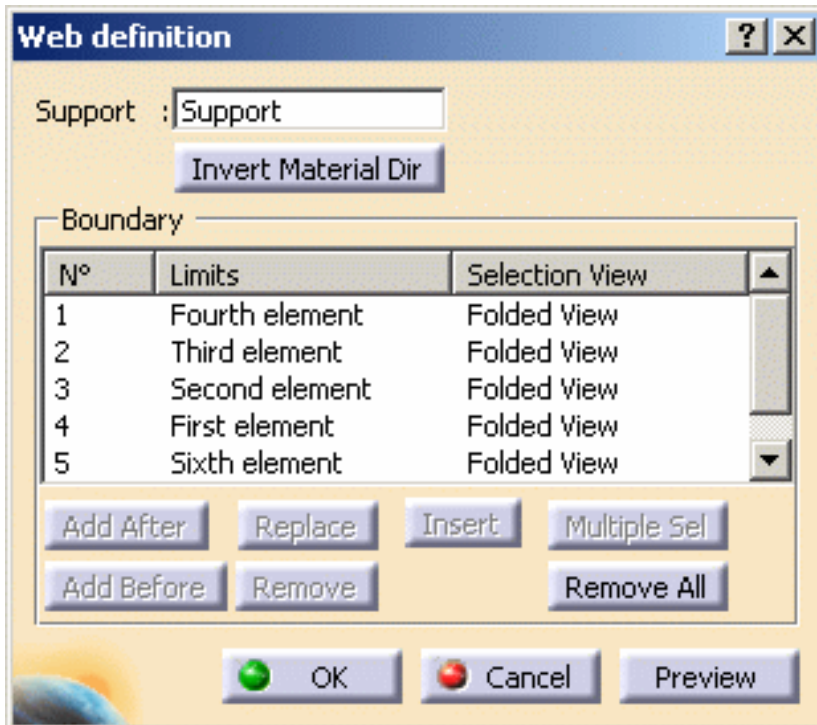 Web definition
Support : Support
Invert Material Dir
Boundary
N° Limits Selection View
1 Fourth element Folded View
2 Third element Folded View
3 Second element Folded View
4 First element Folded View
5 Sixth element Folded View
Add After Replace Insert Multiple Sel
Add Before Remove Remove All
OK Cancel Preview